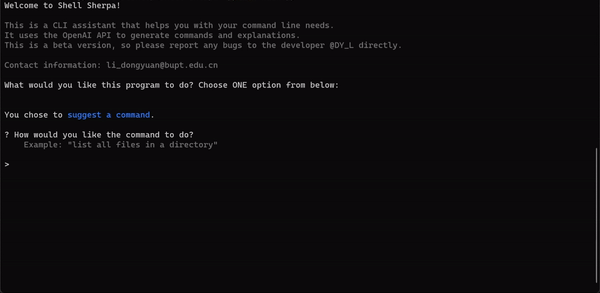 Welcome to Shell Sherpa!
This is a CLI assistant that helps you with your command line needs.
It uses the OpenAI API to generate commands and explanations.
This is a beta version, so please report any bugs to the developer @DY_L directly.
Contact information: li_dongyuan@bupt.edu.cn
What would you like this program to do? Choose ONE option from below:
You chose to suggest a command.
? How would you like the command to do?
Example: "list all files in a directory"
>